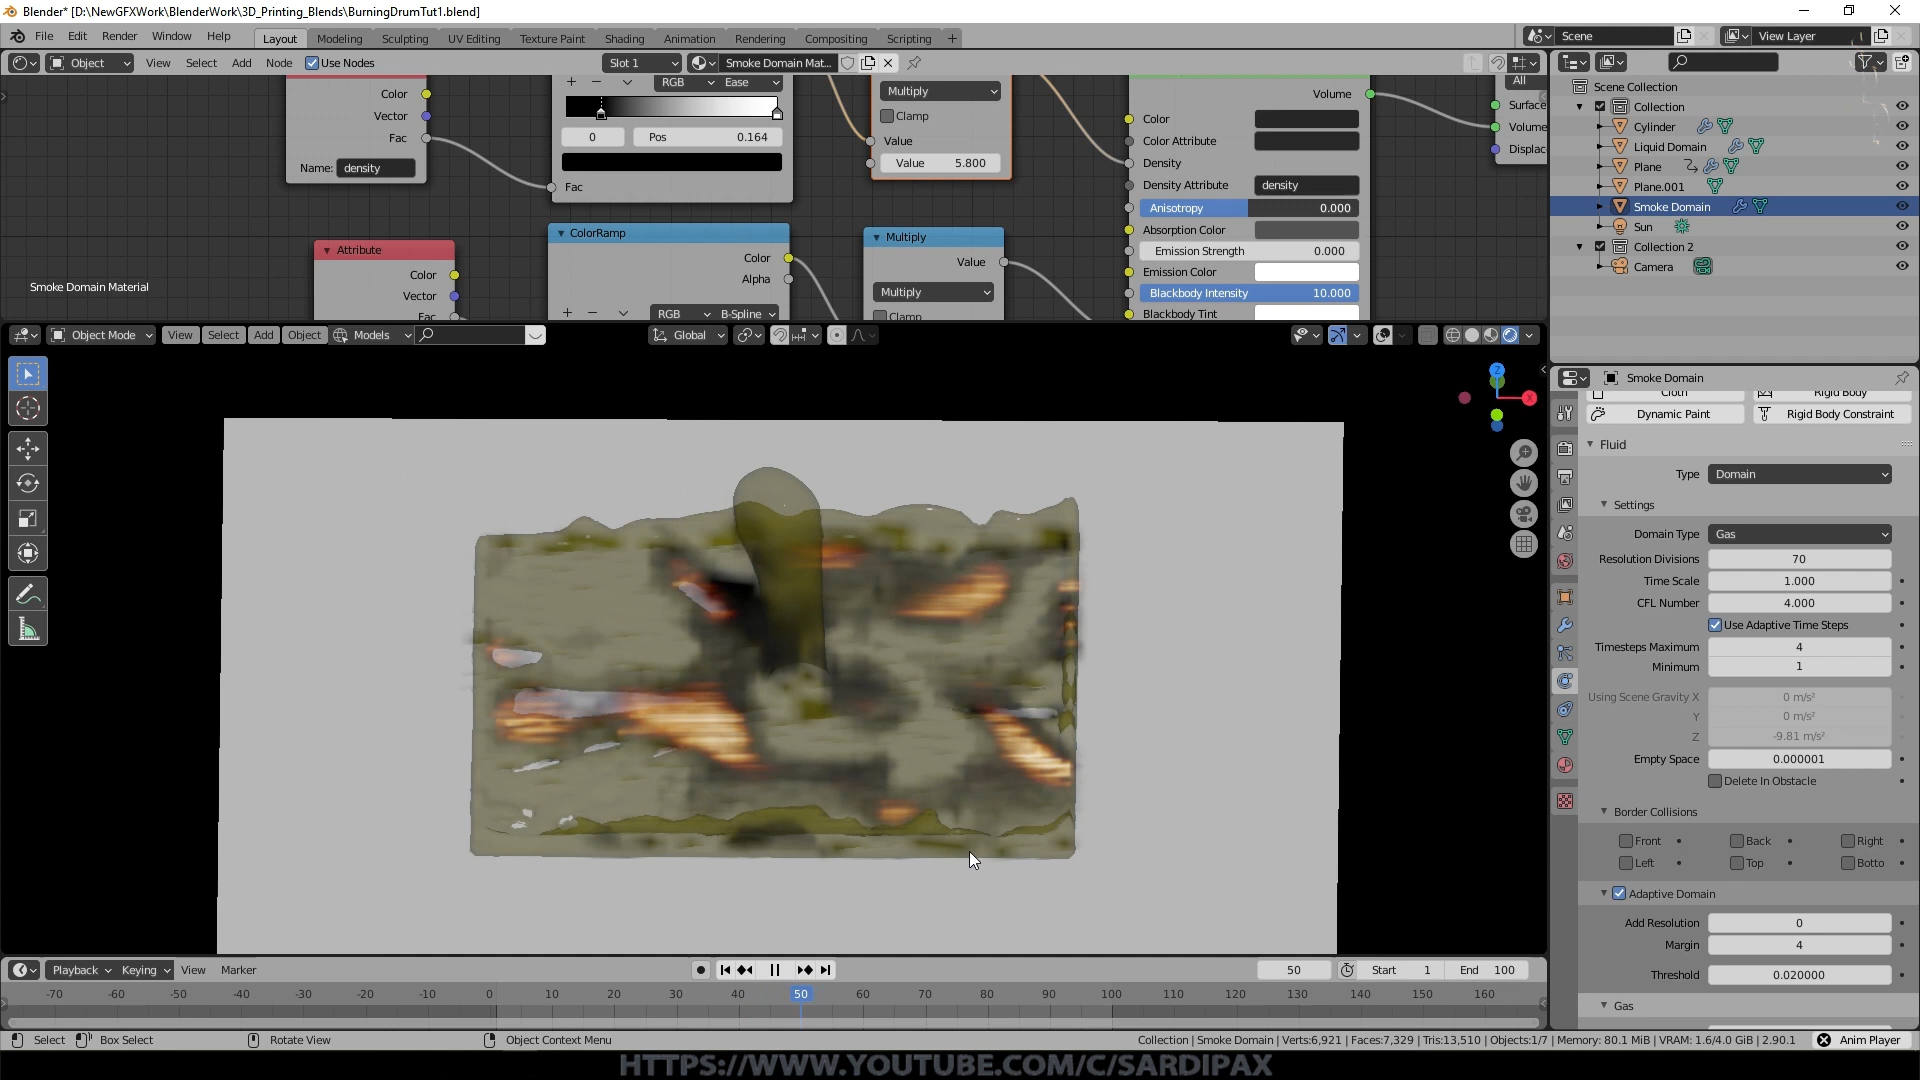 Blender* [D:\NewGFXWork\BlenderWork\3D_Printing_Blends\BurningDrumTut1.blend]
File Edit Render Window Help Layout Modeling Sculpting UV Editing Texture Paint Shading Animation Rendering Compositing Scripting + Scene View Layer
Object View Select Add Node Use Nodes Slot 1 Smoke Domain Mat...
Color
Vector
Fac
Name: density
RGB Ease
0 Pos 0.164
Fac
Multiply
Clamp
Value
Value 5.800
Volume
Color
Color Attribute
Density
Density Attribute density
Anisotropy 0.000
Absorption Color
Emission Strength 0.000
Emission Color
Blackbody Intensity 10.000
Blackbody Tint
All
Surface
Volume
Displac
Attribute
Color
Vector
Fac
ColorRamp
Color
Alpha
RGB B-Spline
Multiply
Value
Multiply
Clamp
Smoke Domain Material
Scene Collection
Collection
Cylinder
Liquid Domain
Plane
Plane.001
Smoke Domain
Sun
Collection 2
Camera
Object Mode View Select Add Object Models Global
Z
X
Smoke Domain
Cloth Rigid Body
Dynamic Paint Rigid Body Constraint
Fluid
Type Domain
Settings
Domain Type Gas
Resolution Divisions 70
Time Scale 1.000
CFL Number 4.000
Use Adaptive Time Steps
Timesteps Maximum 4
Minimum 1
Using Scene Gravity X 0 m/s²
Y 0 m/s²
Z -9.81 m/s²
Empty Space 0.000001
Delete In Obstacle
Border Collisions
Front Back Right
Left Top Botto
Adaptive Domain
Add Resolution 0
Margin 4
Threshold 0.020000
Gas
Playback Keying View Marker 50 Start 1 End 100
-70 -60 -50 -40 -30 -20 -10 0 10 20 30 40 50 60 70 80 90 100 110 120 130 140 150 160
Select Box Select Rotate View Object Context Menu Collection | Smoke Domain | Verts:6,921 | Faces:7,329 | Tris:13,510 | Objects:1/7 | Memory: 80.1 MiB | VRAM: 1.6/4.0 GiB | 2.90.1 Anim Player
HTTPS://WWW.YOUTUBE.COM/C/SARDIPAX